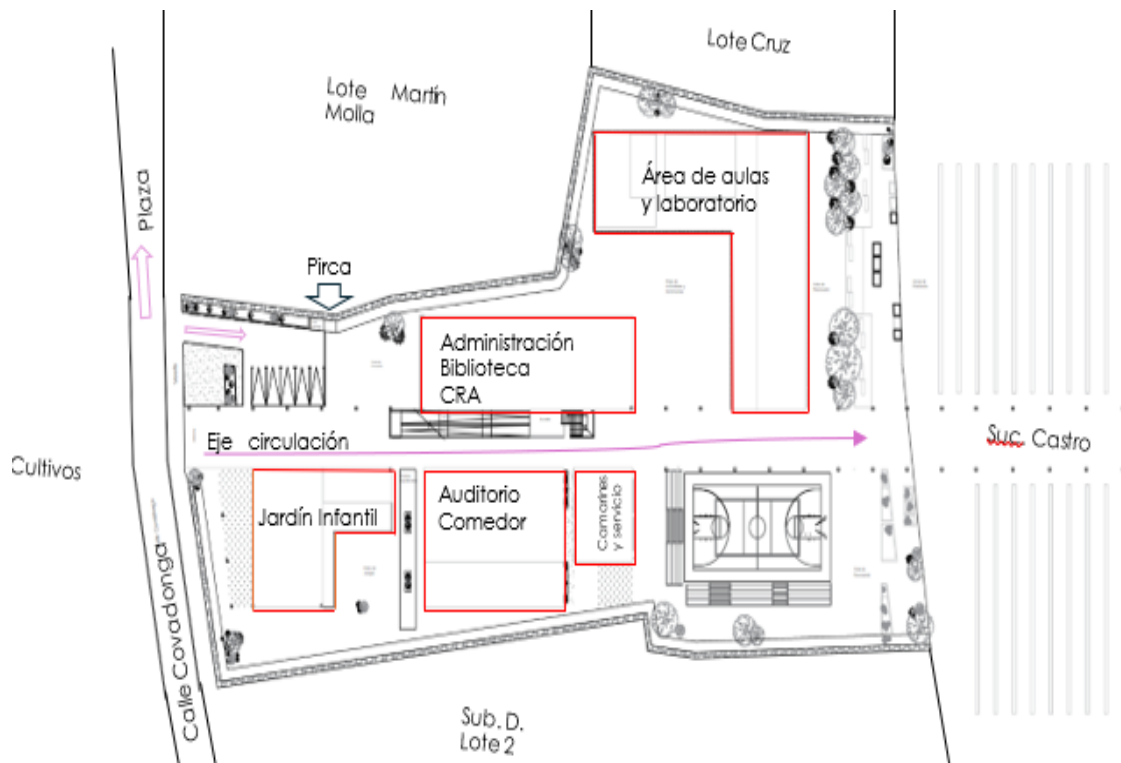 Lote Cruz
Lote Martín
Molla
Plaza
Área de aulas
y laboratorio
Pirca
Administración
Biblioteca
CRA
Eje circulación
Suc. Castro
Cultivos
Jardín Infantil
Auditorio
Comedor
Camarines
y servicio
Calle Covadonga
Sub. D.
Lote 2